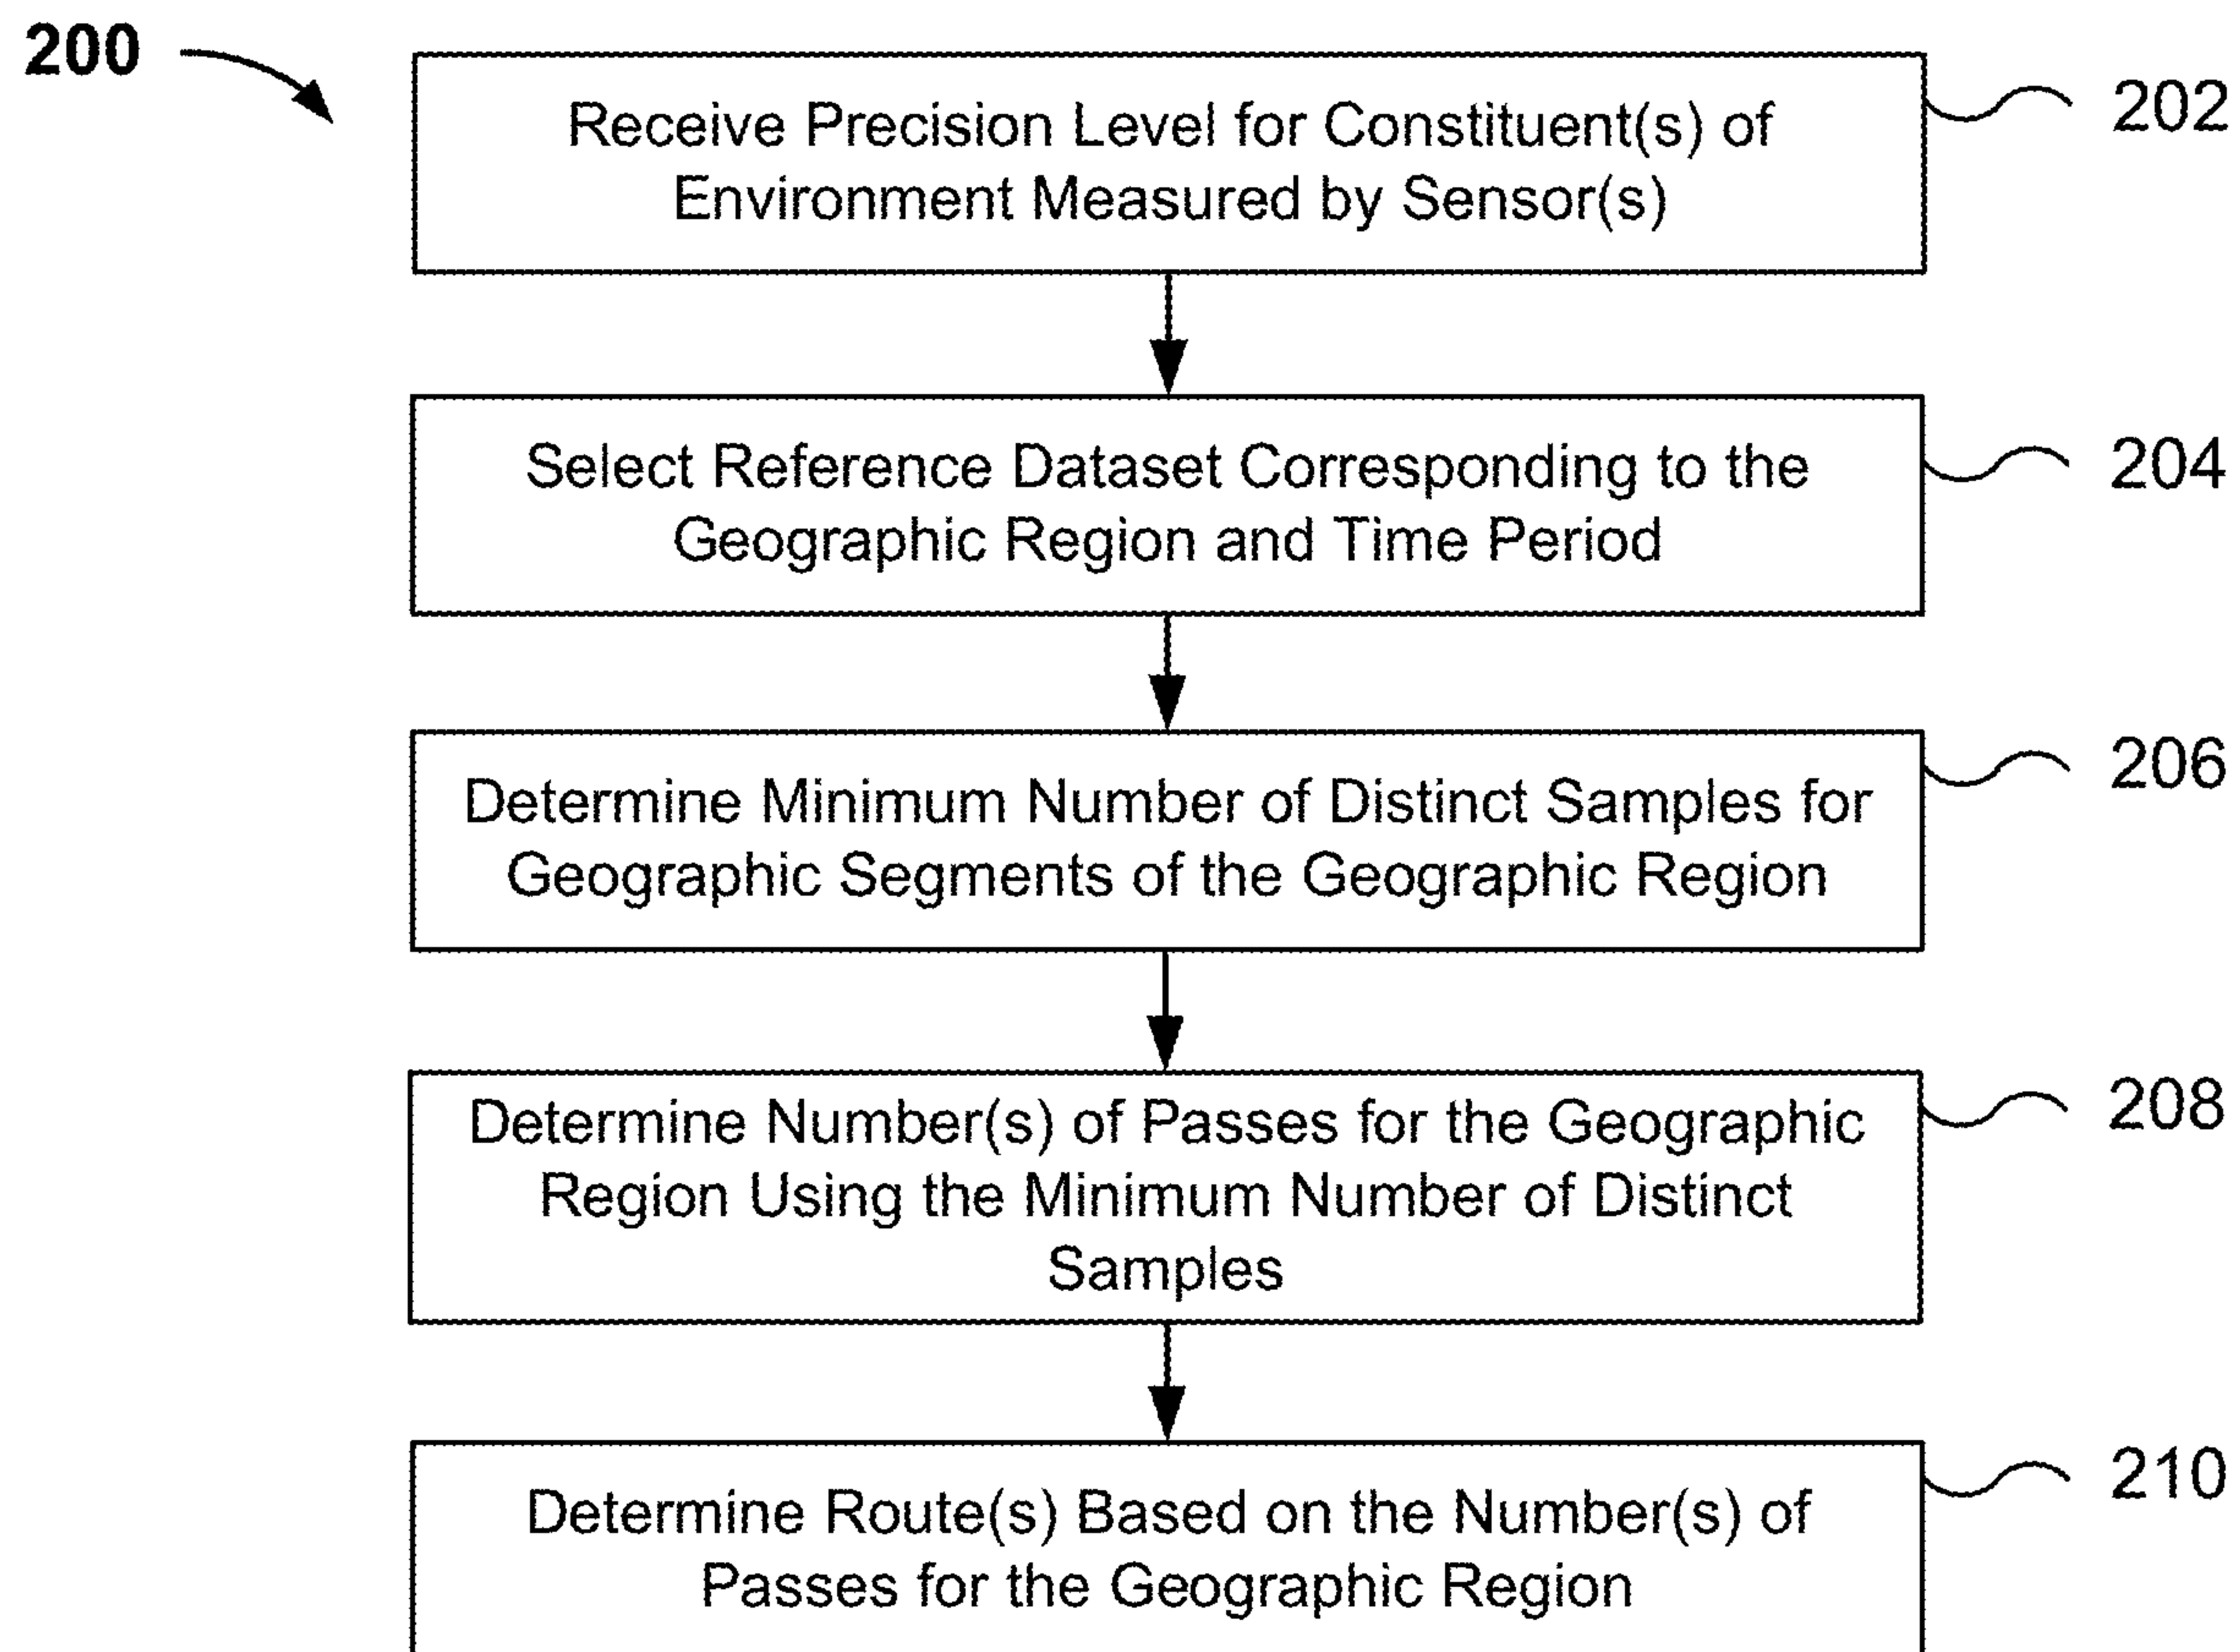 200
Receive Precision Level for Constituent(s) of
Environment Measured by Sensor(s)
202
Select Reference Dataset Corresponding to the
Geographic Region and Time Period
204
Determine Minimum Number of Distinct Samples for
Geographic Segments of the Geographic Region
206
Determine Number(s) of Passes for the Geographic
Region Using the Minimum Number of Distinct
Samples
208
Determine Route(s) Based on the Number(s) of
Passes for the Geographic Region
210